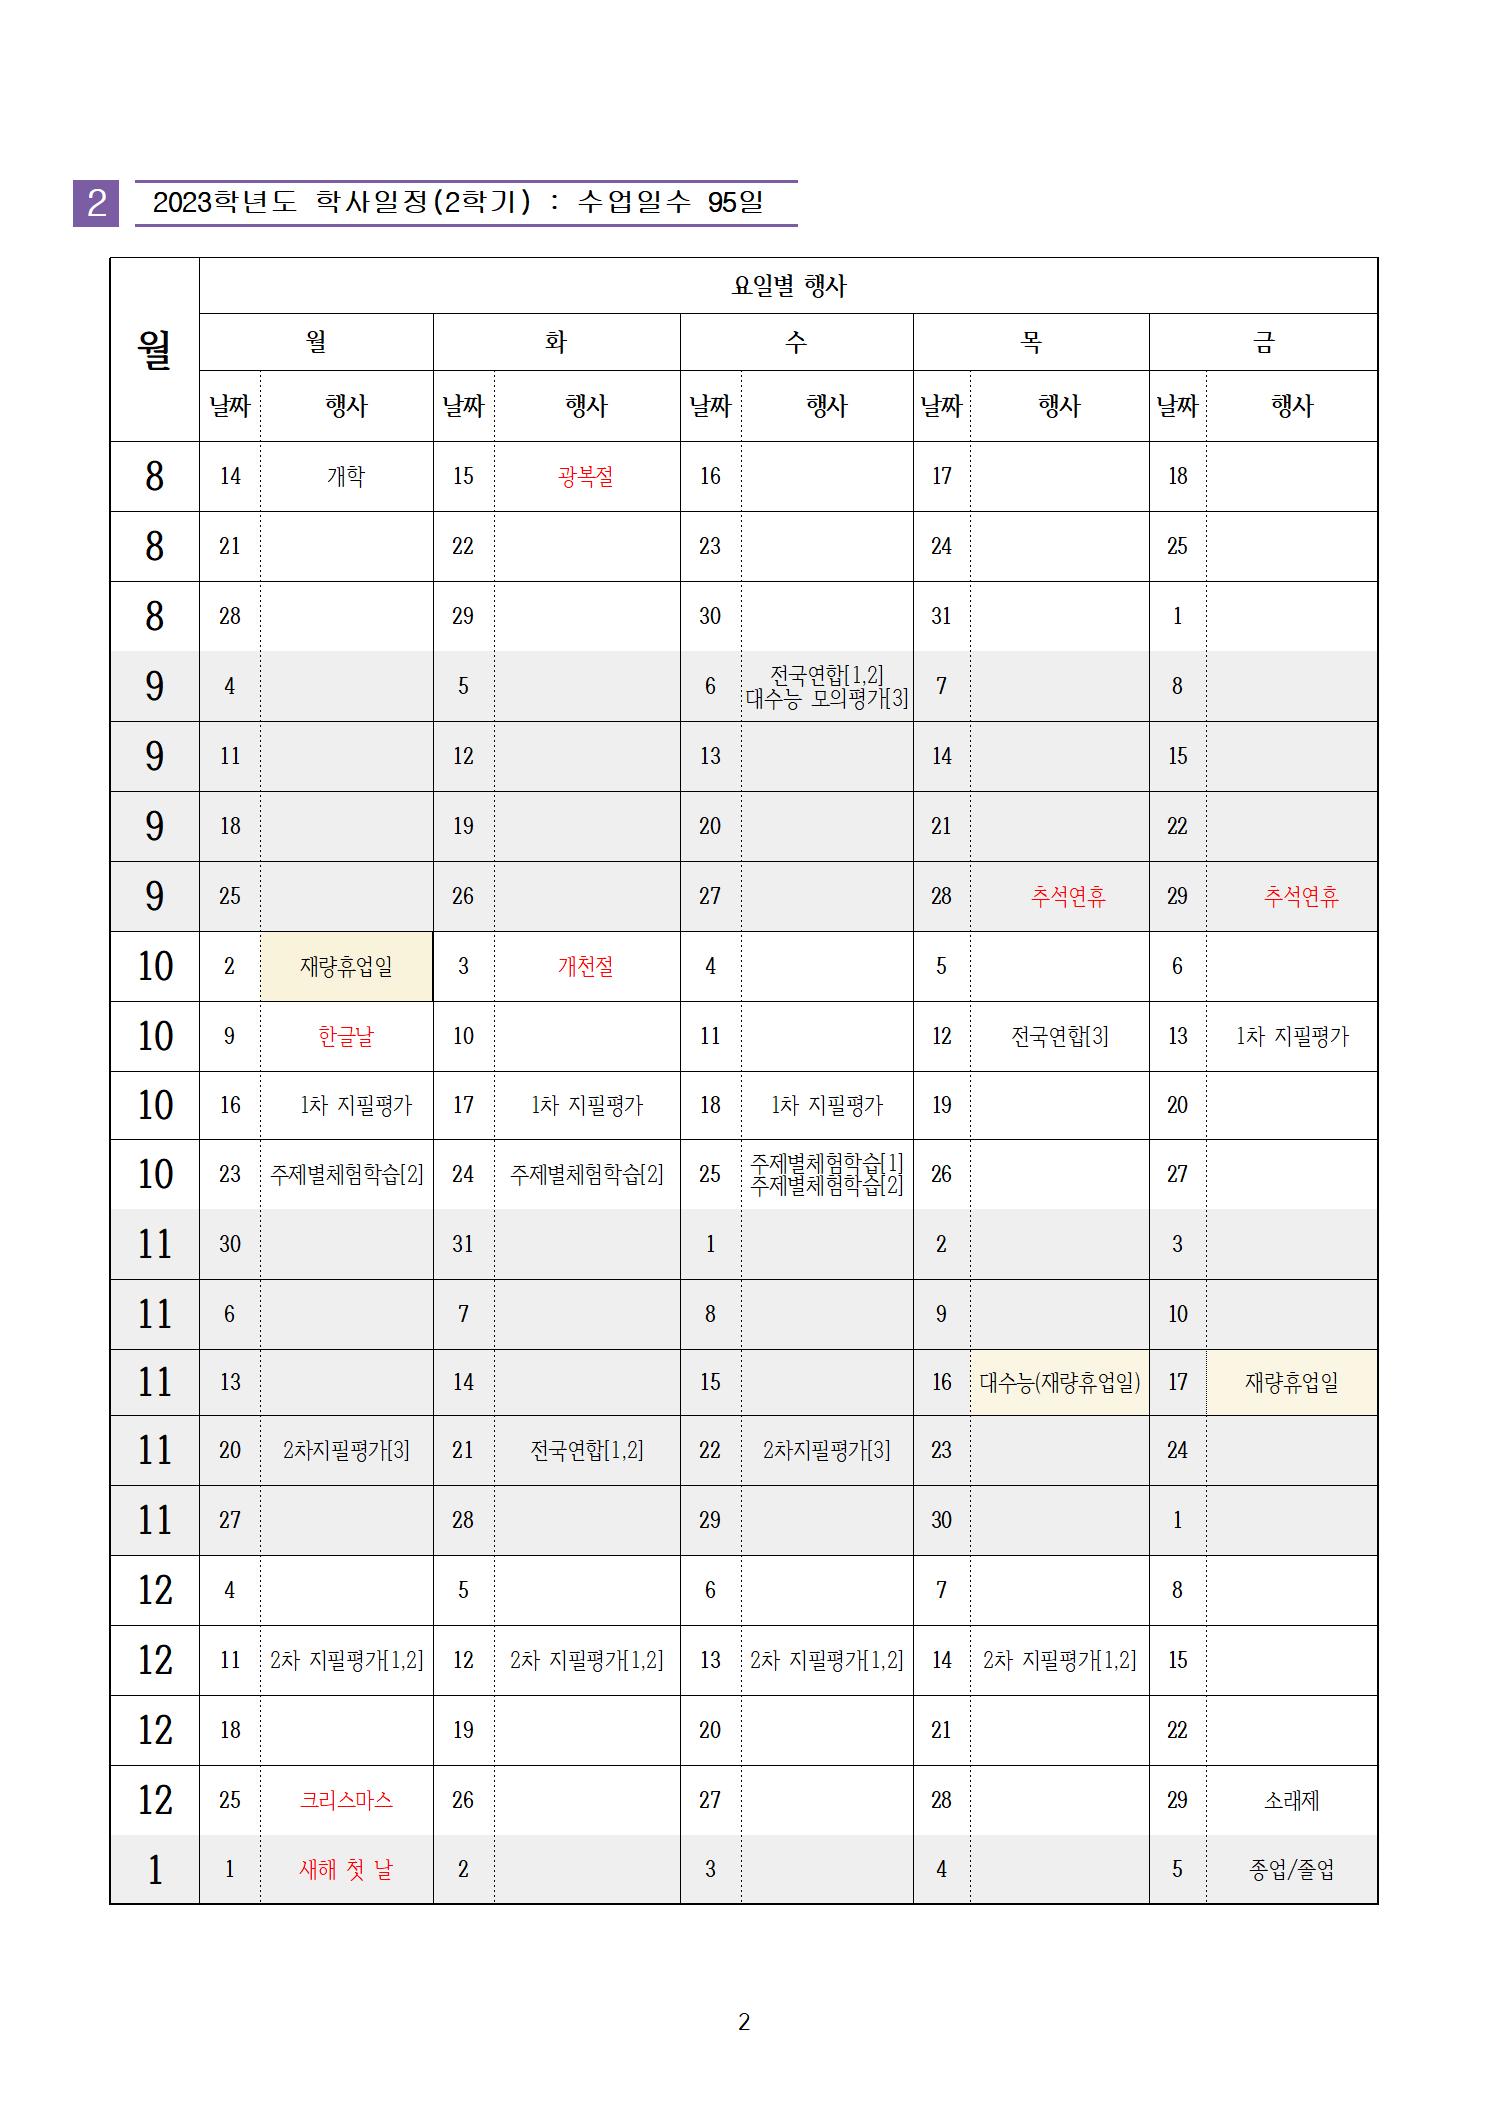 2
2023학년도 학사일정(2학기) : 수업일수 95일
월
요일별 행사
월 화 수 목 금
날짜 행사 날짜 행사 날짜 행사 날짜 행사 날짜 행사
8 14 개학 15 광복절 16 17 18
8 21 22 23 24 25
8 28 29 30 31 1
9 4 5 6 전국연합[1,2]
대수능 모의평가[3] 7 8
9 11 12 13 14 15
9 18 19 20 21 22
9 25 26 27 28 추석연휴 29 추석연휴
10 2 재량휴업일 3 개천절 4 5 6
10 9 한글날 10 11 12 전국연합[3] 13 1차 지필평가
10 16 1차 지필평가 17 1차 지필평가 18 1차 지필평가 19 20
10 23 주제별체험학습[2] 24 주제별체험학습[2] 25 주제별체험학습[1]
주제별체험학습[2] 26 27
11 30 31 1 2 3
11 6 7 8 9 10
11 13 14 15 16 대수능(재량휴업일) 17 재량휴업일
11 20 2차지필평가[3] 21 전국연합[1,2] 22 2차지필평가[3] 23 24
11 27 28 29 30 1
12 4 5 6 7 8
12 11 2차 지필평가[1,2] 12 2차 지필평가[1,2] 13 2차 지필평가[1,2] 14 2차 지필평가[1,2] 15
12 18 19 20 21 22
12 25 크리스마스 26 27 28 29 소래제
1 1 새해 첫 날 2 3 4 5 종업/졸업
2